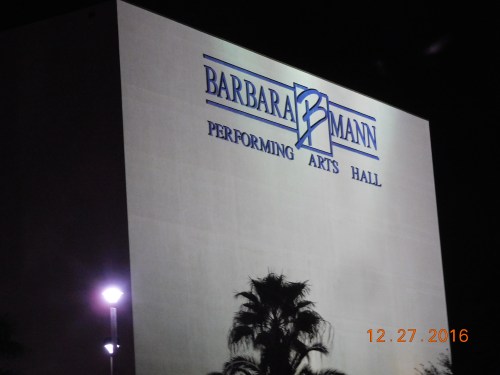 BARBARA B MANN
PERFORMING ARTS HALL
12.27.2016